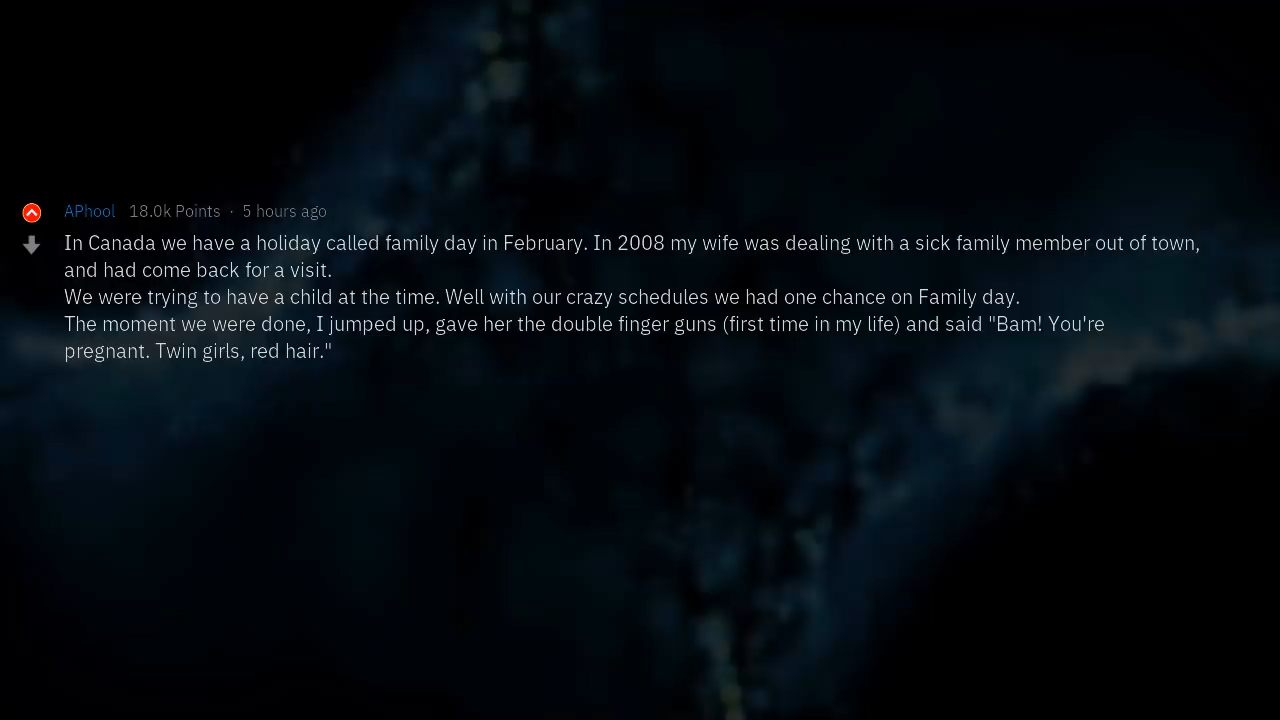 APhool 18.0k Points · 5 hours ago
In Canada we have a holiday called family day in February. In 2008 my wife was dealing with a sick family member out of town,
and had come back for a visit.
We were trying to have a child at the time. Well with our crazy schedules we had one chance on Family day.
The moment we were done, I jumped up, gave her the double finger guns (first time in my life) and said "Bam! You're
pregnant. Twin girls, red hair."